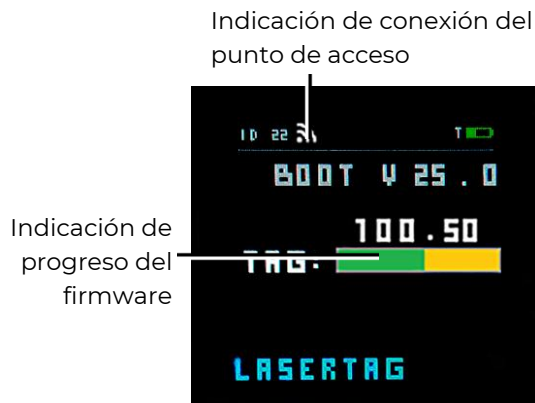 Indicación de conexión del
punto de acceso
ID 22 T
BOOT V 25.0
100.50
Indicación de
progreso del
firmware
TAG.
LASERTAG